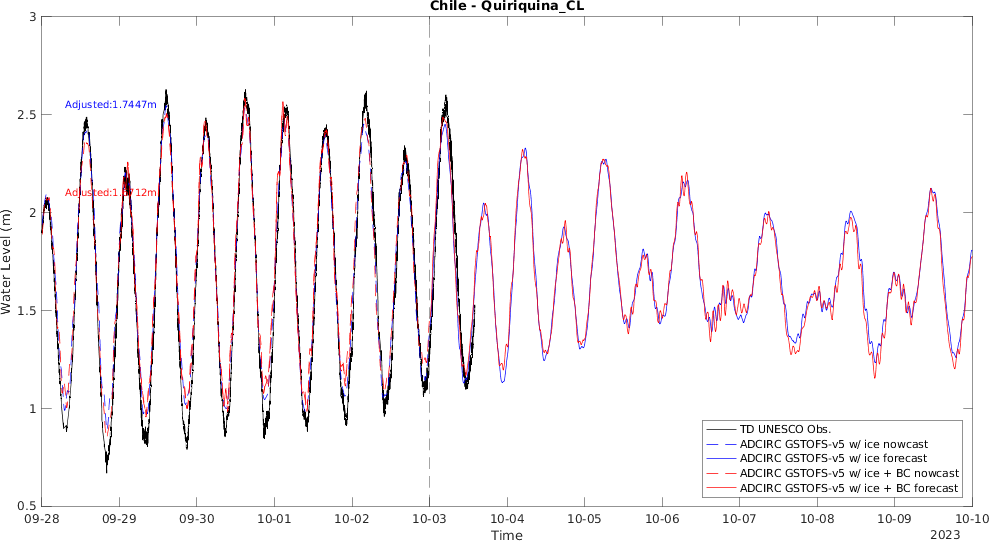 Chile - Quiriquina_CL
3
2.5
2
1.5
1
0.5
Water Level (m)
Adjusted:1.7447m
09-28
09-29
09-30
10-01
10-02
10-03
10-04
10-05
10-06
10-07
10-08
10-09
10-10
Time
2023
TD UNESCO Obs.
ADCIRC GSTOFS-v5 w/ ice nowcast
ADCIRC GSTOFS-v5 w/ ice forecast
ADCIRC GSTOFS-v5 w/ ice + BC nowcast
ADCIRC GSTOFS-v5 w/ ice + BC forecast